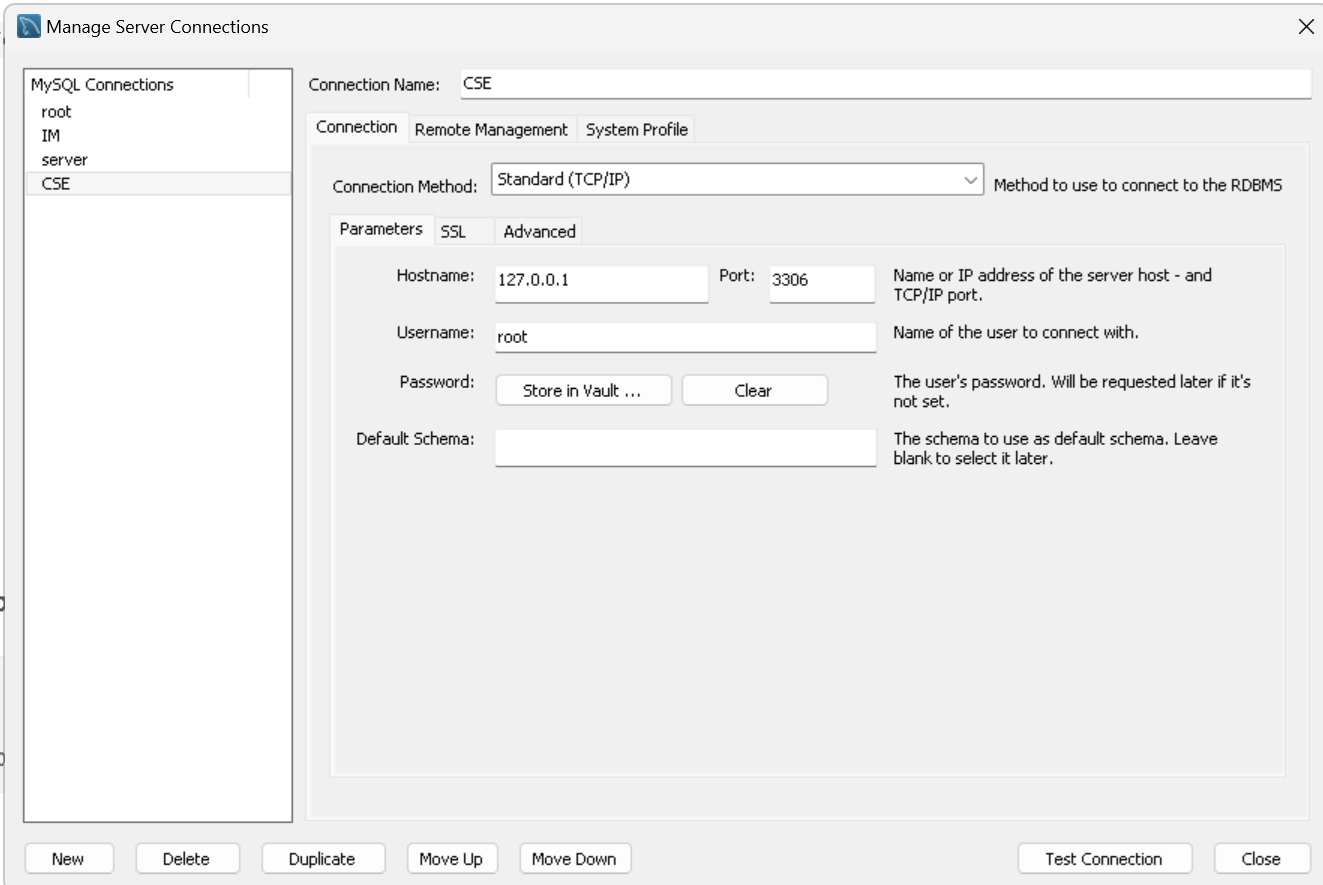 Manage Server Connections
MySQL Connections
root
IM
server
CSE
Connection Name: CSE
Connection Remote Management System Profile
Connection Method: Standard (TCP/IP) Method to use to connect to the RDBMS
Parameters SSL Advanced
Hostname: 127.0.0.1 Port: 3306 Name or IP address of the server host - and
TCP/IP port.
Username: root Name of the user to connect with.
Password: Store in Vault ... Clear The user's password. Will be requested later if it's
not set.
Default Schema: The schema to use as default schema. Leave
blank to select it later.
New Delete Duplicate Move Up Move Down Test Connection Close